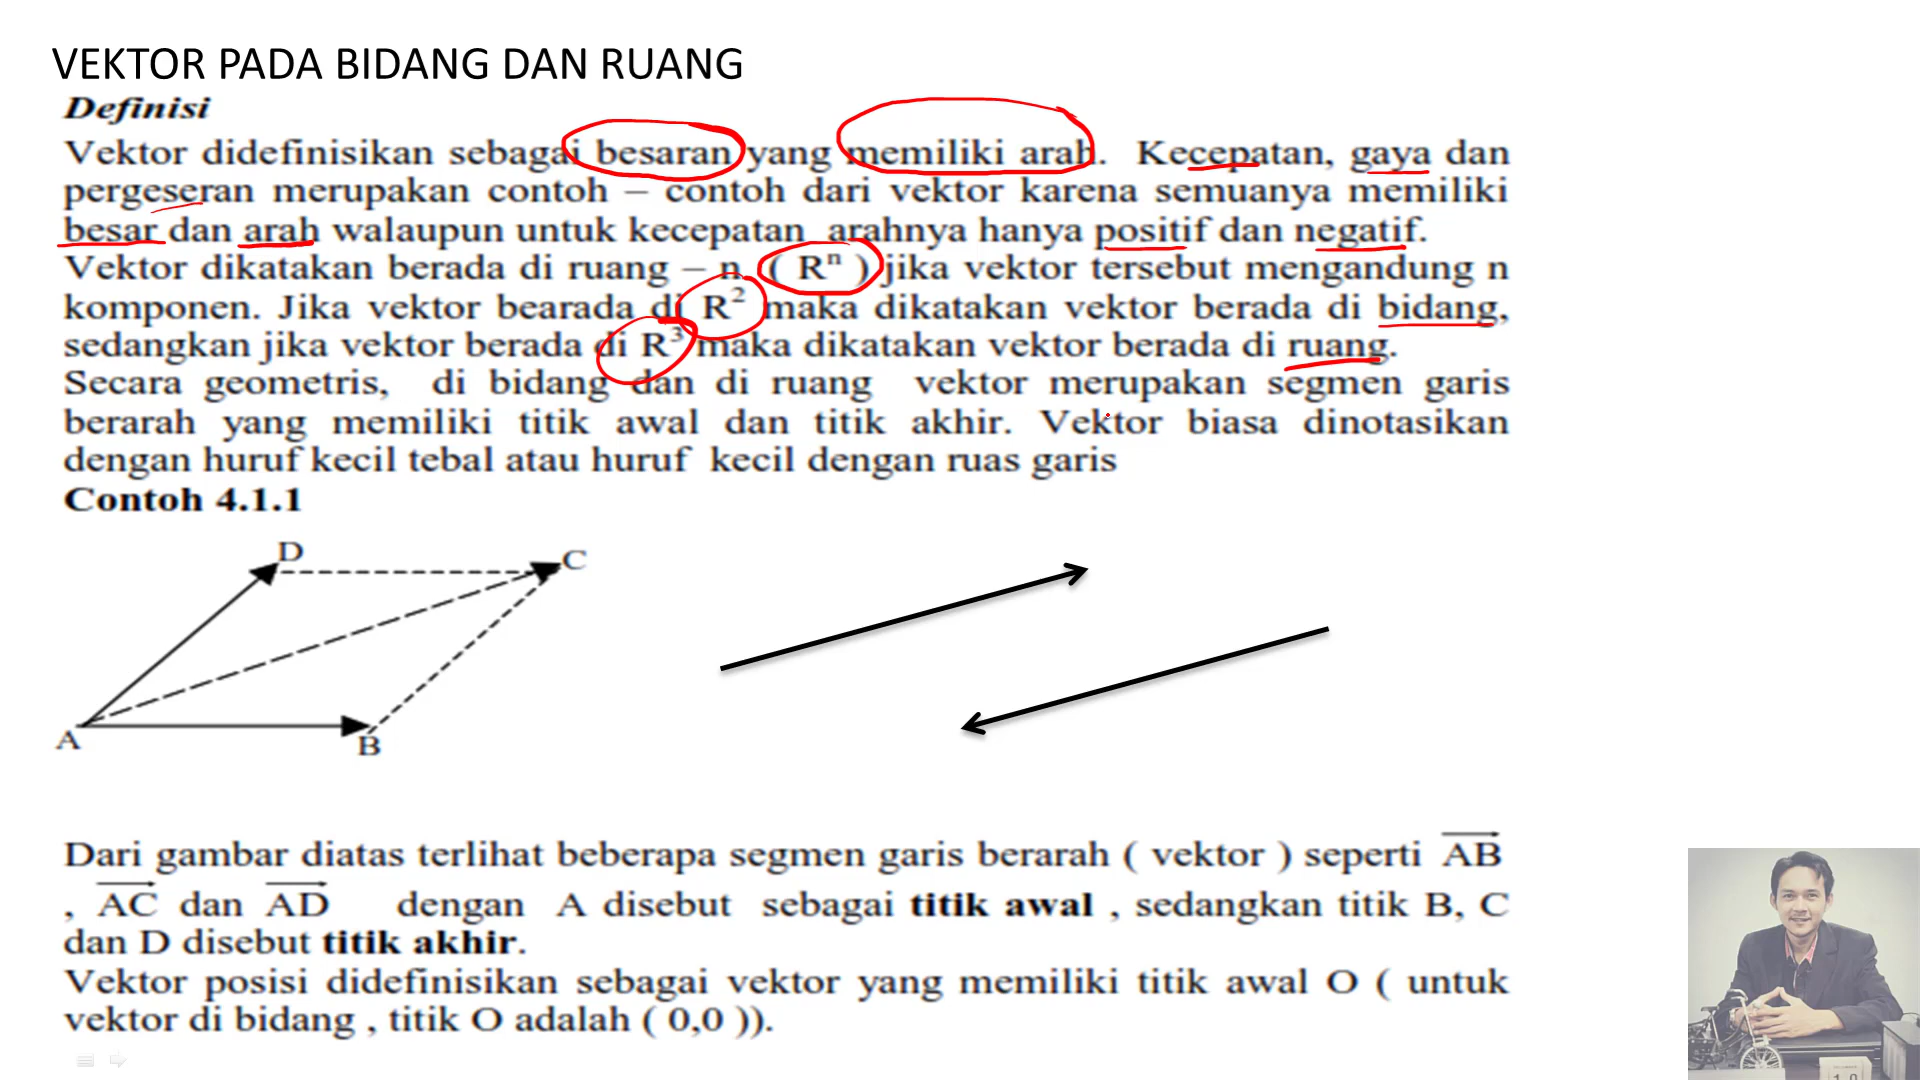 VEKTOR PADA BIDANG DAN RUANG
Definisi
Vektor didefinisikan sebagai besaran yang memiliki arah. Kecepatan, gaya dan
pergeseran merupakan contoh – contoh dari vektor karena semuanya memiliki
besar dan arah walaupun untuk kecepatan arahnya hanya positif dan negatif.
Vektor dikatakan berada di ruang – n ( Rⁿ ) jika vektor tersebut mengandung n
komponen. Jika vektor bearada di R² maka dikatakan vektor berada di bidang,
sedangkan jika vektor berada di R³ maka dikatakan vektor berada di ruang.
Secara geometris, di bidang dan di ruang vektor merupakan segmen garis
berarah yang memiliki titik awal dan titik akhir. Vektor biasa dinotasikan
dengan huruf kecil tebal atau huruf kecil dengan ruas garis
Contoh 4.1.1
D
C
A
B
Dari gambar diatas terlihat beberapa segmen garis berarah ( vektor ) seperti A⃗B⃗
, A⃗C⃗ dan A⃗D⃗ dengan A disebut sebagai titik awal , sedangkan titik B, C
dan D disebut titik akhir.
Vektor posisi didefinisikan sebagai vektor yang memiliki titik awal O ( untuk
vektor di bidang , titik O adalah ( 0,0 )).